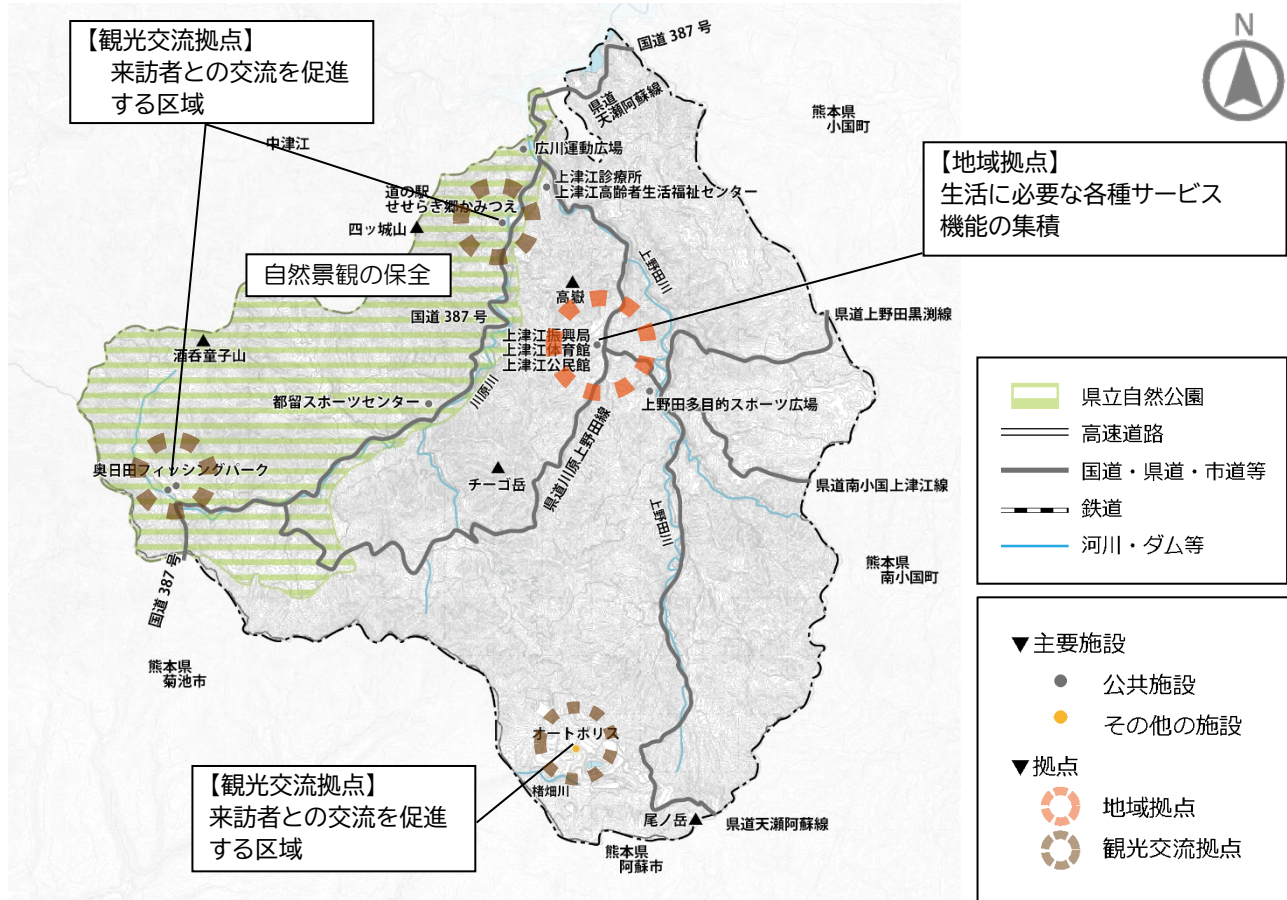 【観光交流拠点】
来訪者との交流を促進
する区域
国道 387 号
N
県道
天瀬阿蘇線
熊本県
小国町
中津江
広川運動広場
【地域拠点】
生活に必要な各種サービス
機能の集積
上津江診療所
上津江高齢者生活福祉センター
道の駅
せせらぎ郷かみつえ
四ッ城山
自然景観の保全
上野田川
高嶽
国道 387 号
県道上野田黒渕線
上津江振興局
上津江体育館
上津江公民館
酒呑童子山
川原川
都留スポーツセンター
上野田多目的スポーツ広場
県道川原上野田線
奥日田フィッシングパーク
チーゴ岳
県道南小国上津江線
上野田川
国道 387 号
熊本県
南小国町
熊本県
菊池市
オートポリス
【観光交流拠点】
来訪者との交流を促進
する区域
楮畑川
尾ノ岳
県道天瀬阿蘇線
熊本県
阿蘇市
県立自然公園
高速道路
国道・県道・市道等
鉄道
河川・ダム等
▼主要施設
公共施設
その他の施設
▼拠点
地域拠点
観光交流拠点